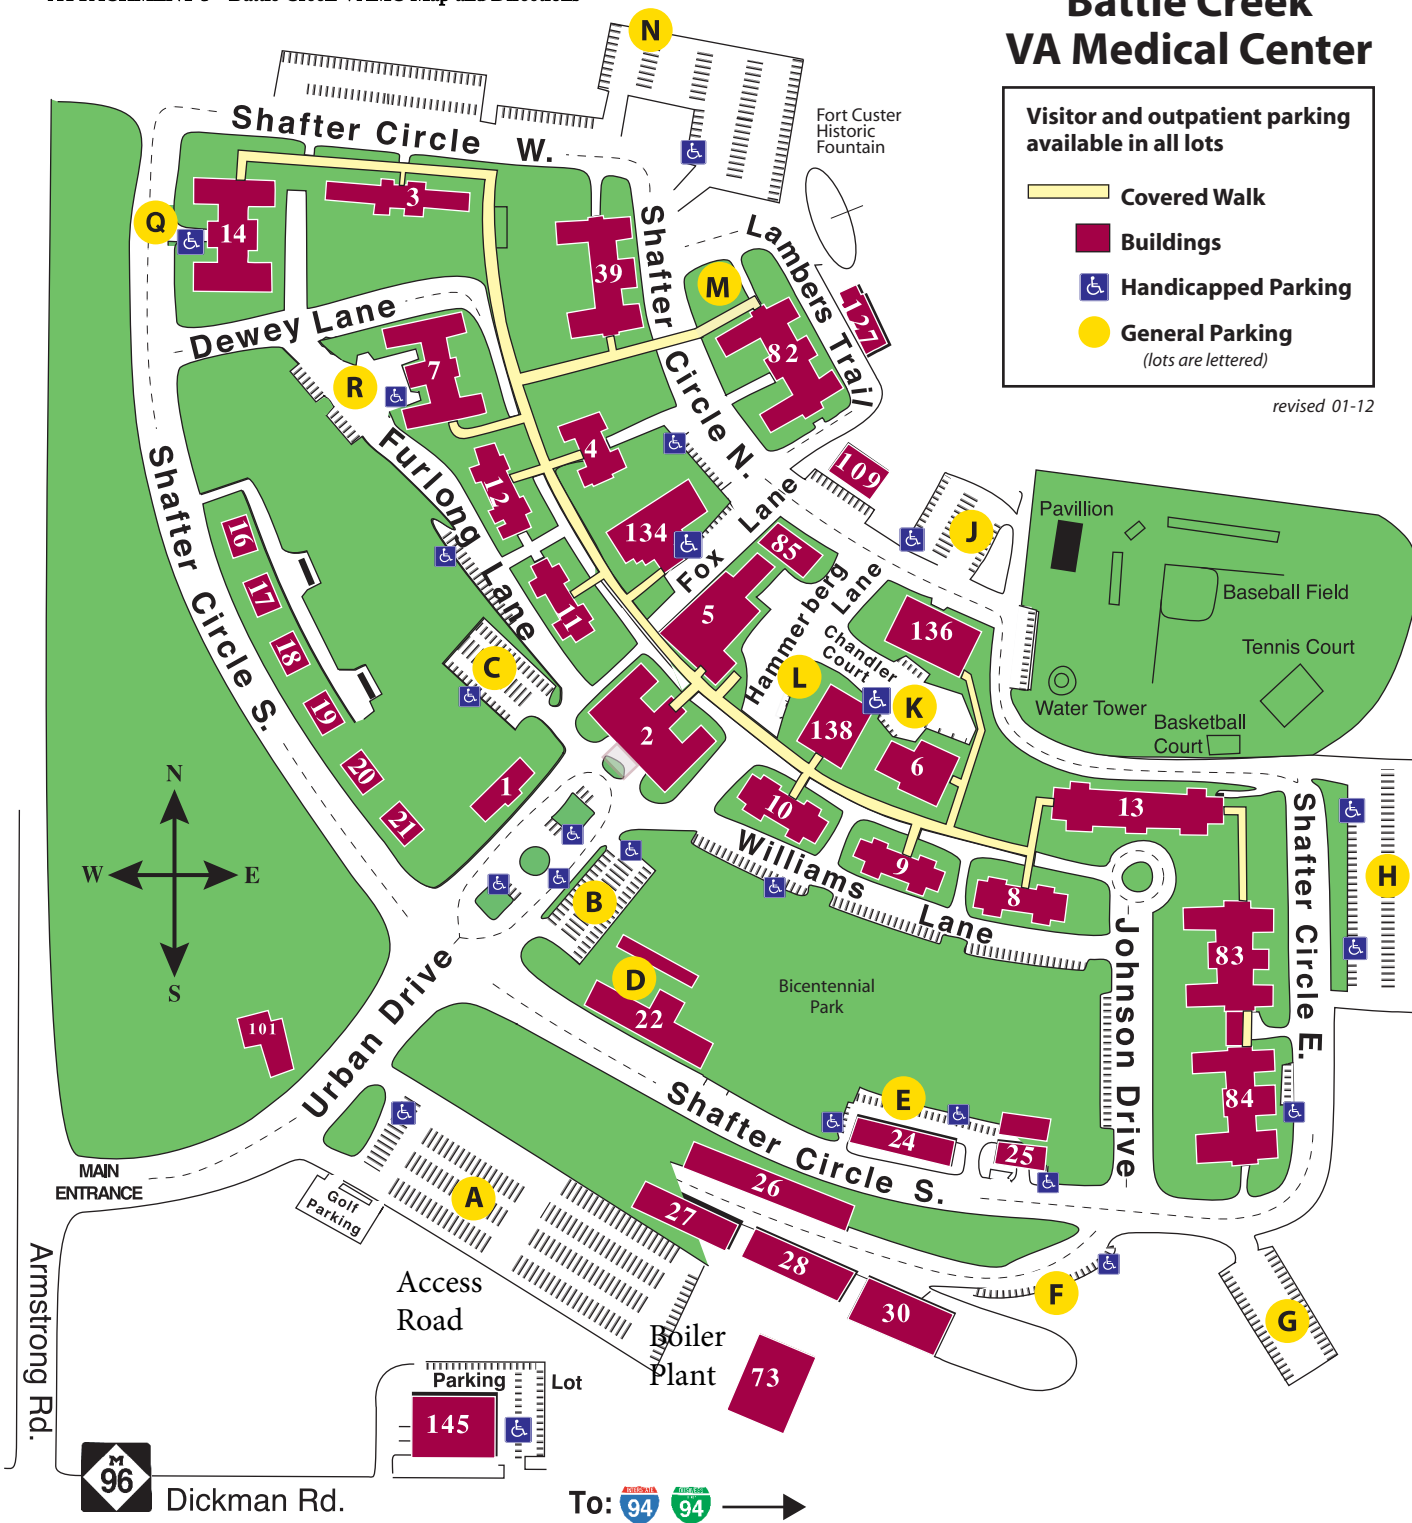 Battle Creek
VA Medical Center
Visitor and outpatient parking
available in all lots
Covered Walk
Buildings
Handicapped Parking
General Parking
(lots are lettered)
revised 01-12
N
Shafter Circle W.
Fort Custer
Historic
Fountain
Q
14
3
39
Shafter Circle N.
M
Lambers Trail
127
82
Dewey Lane
7
R
4
12
Furlong Lane
109
134
Fox Lane
85
J
Pavillion
Baseball Field
Tennis Court
Water Tower
Basketball
Court
Shafter Circle S.
16
17
18
19
20
21
11
5
Hammerberg
Lane
136
Chandler
Court
C
L
K
2
138
6
1
10
13
9
8
Williams Lane
N
W
E
S
B
H
Shafter Circle E.
83
84
Johnson Drive
D
22
Bicentennial
Park
101
Urban Drive
E
24
25
Shafter Circle S.
MAIN
ENTRANCE
Golf
Parking
A
26
27
28
30
F
G
Access
Road
Boiler
Plant
73
Armstrong Rd.
Parking Lot
145
M
96
Dickman Rd.
To:
94
94